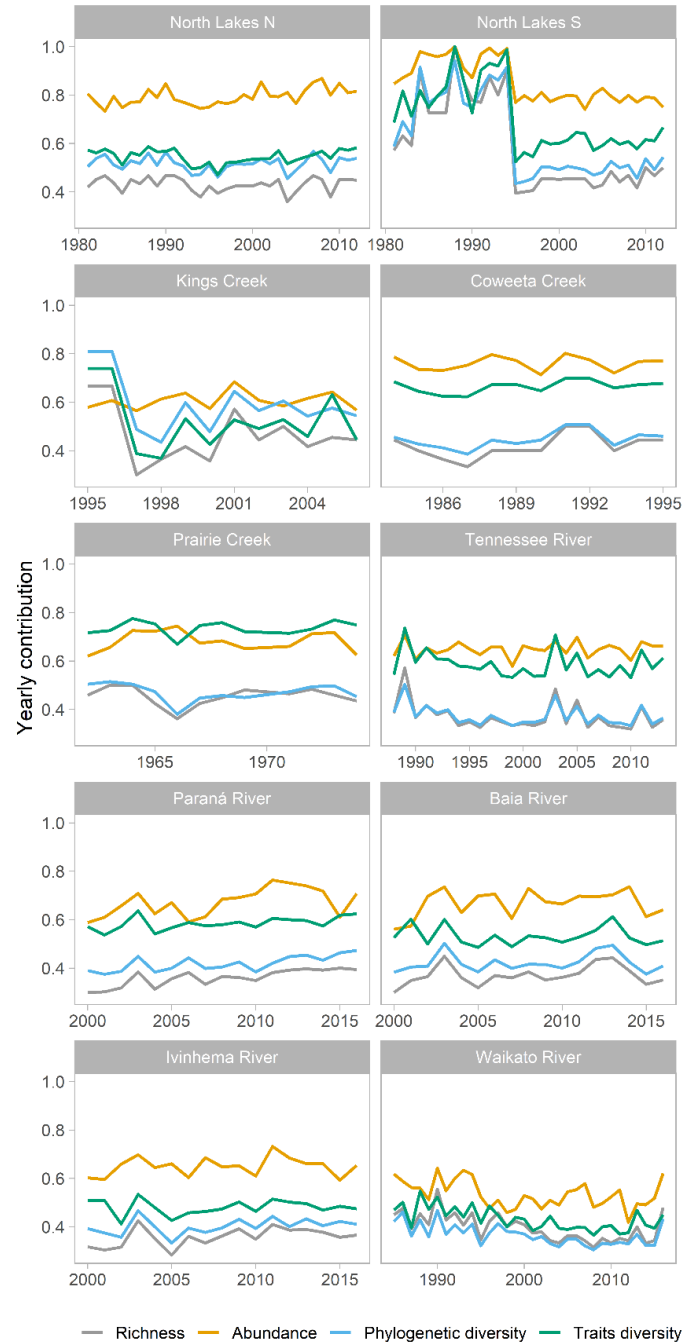 North Lakes N North Lakes S
1.0
0.8
0.6
0.4
1980 1990 2000 2010 1980 1990 2000 2010
Kings Creek Coweeta Creek
1.0
0.8
0.6
0.4
1995 1998 2001 2004 1986 1989 1992 1995
Prairie Creek Tennessee River
1.0
0.8
0.6
0.4
1965 1970 1990 1995 2000 2005 2010
Yearly contribution
Paraná River Baia River
1.0
0.8
0.6
0.4
2000 2005 2010 2015 2000 2005 2010 2015
Ivinhema River Waikato River
1.0
0.8
0.6
0.4
2000 2005 2010 2015 1990 2000 2010
Richness Abundance Phylogenetic diversity Traits diversity